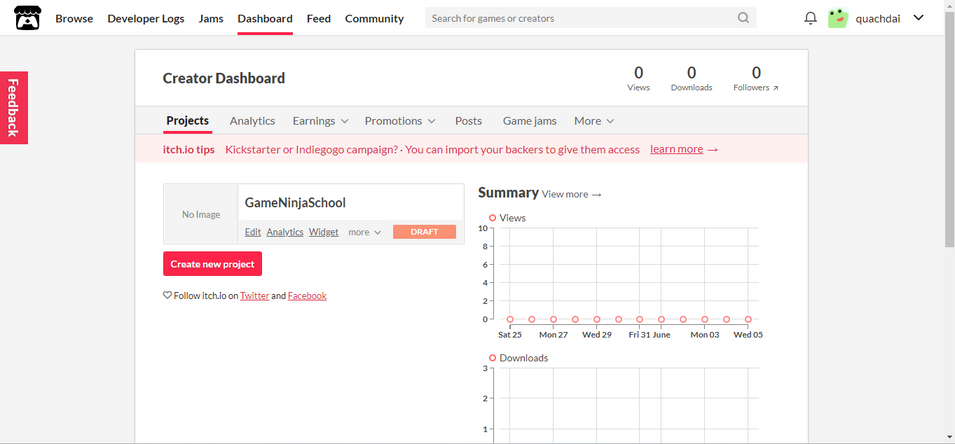 Browse Developer Logs Jams Dashboard Feed Community Search for games or creators quachdai
Feedback
Creator Dashboard
0 Views 0 Downloads 0 Followers ↗
Projects Analytics Earnings Promotions Posts Game jams More
itch.io tips Kickstarter or Indiegogo campaign? · You can import your backers to give them access learn more →
No Image
GameNinjaSchool
Edit Analytics Widget more DRAFT
Create new project
Follow itch.io on Twitter and Facebook
Summary View more →
Views
10
8
6
4
2
0
Sat 25 Mon 27 Wed 29 Fri 31 June Mon 03 Wed 05
Downloads
3
2
1